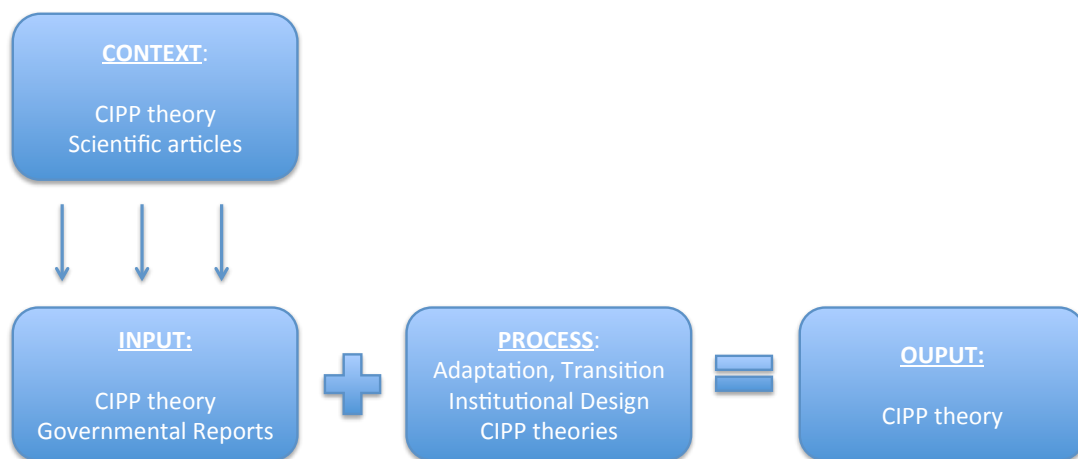 CONTEXT:
CIPP theory
Scientific articles
INPUT:
CIPP theory
Governmental Reports
PROCESS:
Adaptation, Transition
Institutional Design
CIPP theories
OUPUT:
CIPP theory